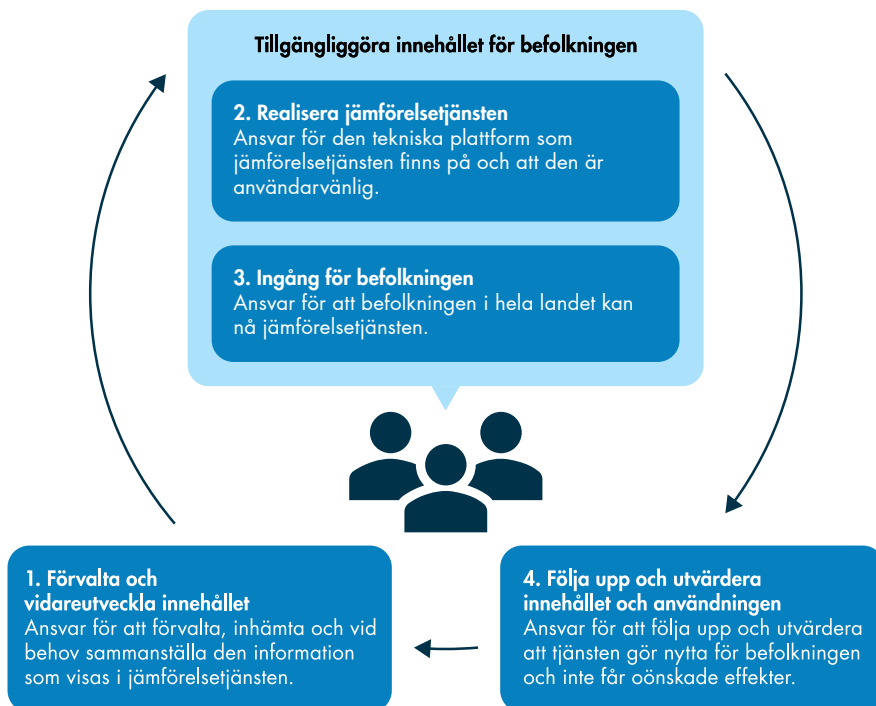 Tillgängliggöra innehållet för befolkningen
2. Realisera jämförelsetjänsten
Ansvar för den tekniska plattform som
jämförelsetjänsten finns på och att den är
användarvänlig.
3. Ingång för befolkningen
Ansvar för att befolkningen i hela landet kan
nå jämförelsetjänsten.
1. Förvalta och
vidareutveckla innehållet
Ansvar för att förvalta, inhämta och vid
behov sammanställa den information
som visas i jämförelsetjänsten.
4. Följa upp och utvärdera
innehållet och användningen
Ansvar för att följa upp och utvärdera
att tjänsten gör nytta för befolkningen
och inte får oönskade effekter.